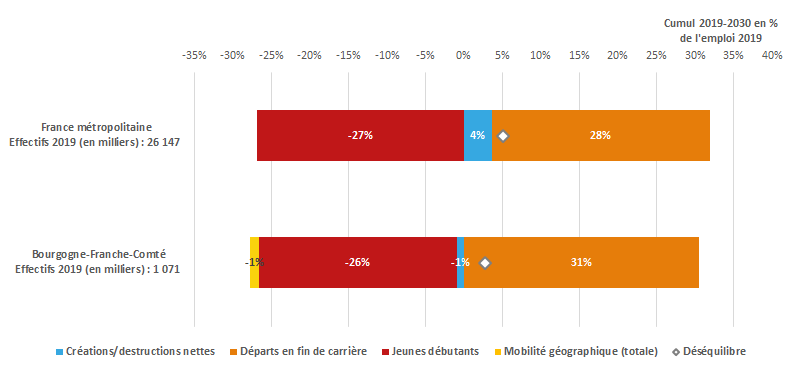 Cumul 2019-2030 en %
de l'emploi 2019
-35% -30% -25% -20% -15% -10% -5% 0% 5% 10% 15% 20% 25% 30% 35% 40%
France métropolitaine
Effectifs 2019 (en milliers) : 26 147
-27% 4% 28%
Bourgogne-Franche-Comté
Effectifs 2019 (en milliers) : 1 071
-1% -26% -1% 31%
Créations/destructions nettes Départs en fin de carrière Jeunes débutants Mobilité géographique (totale) Déséquilibre